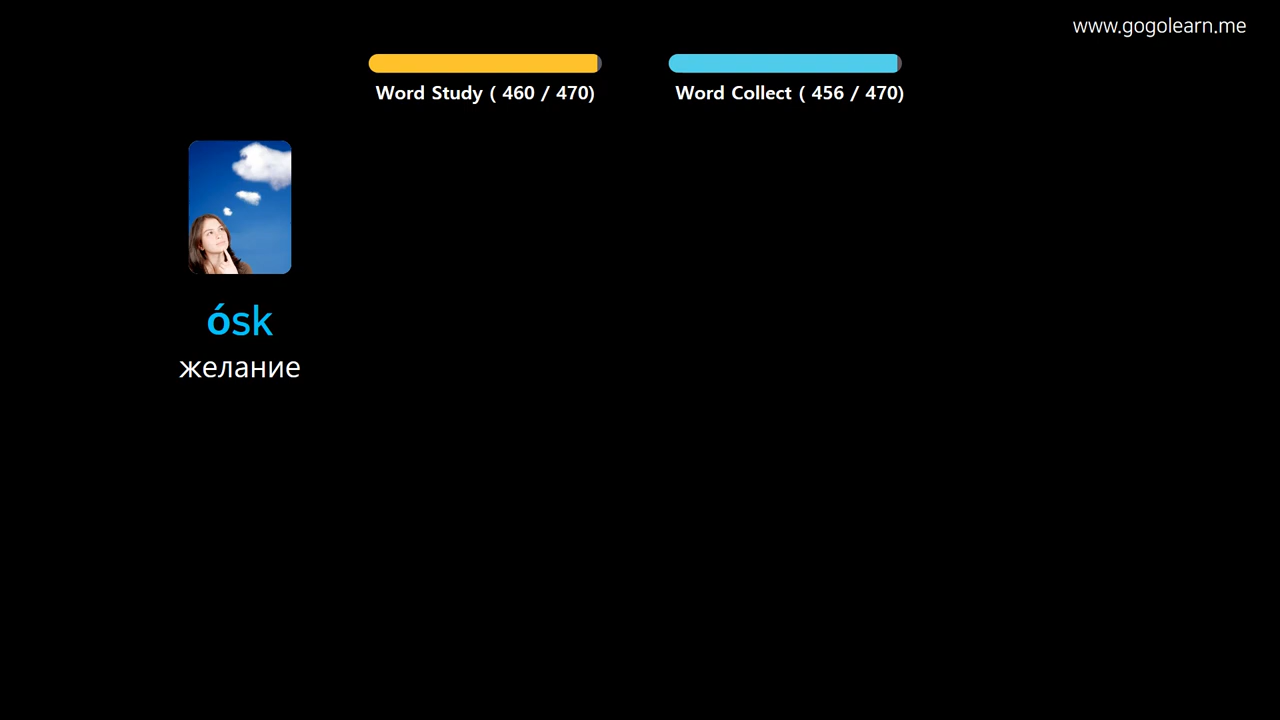 www.gogolearn.me
Word Study ( 460 / 470)
Word Collect ( 456 / 470)
ósk
желание